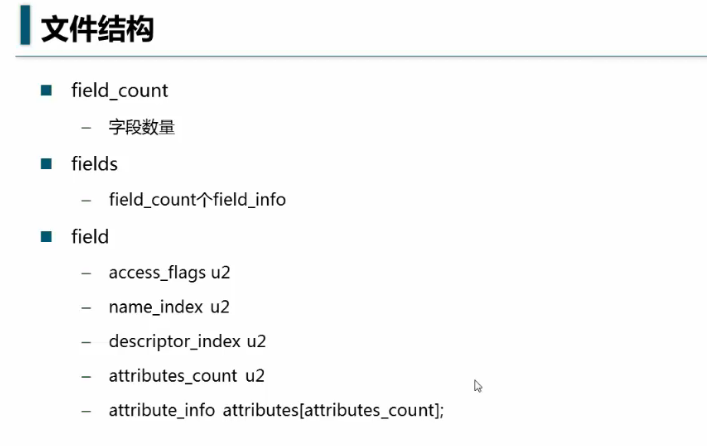 文件结构
field_count
– 字段数量
fields
– field_count个field_info
field
– access_flags u2
– name_index u2
– descriptor_index u2
– attributes_count u2
– attribute_info attributes[attributes_count];